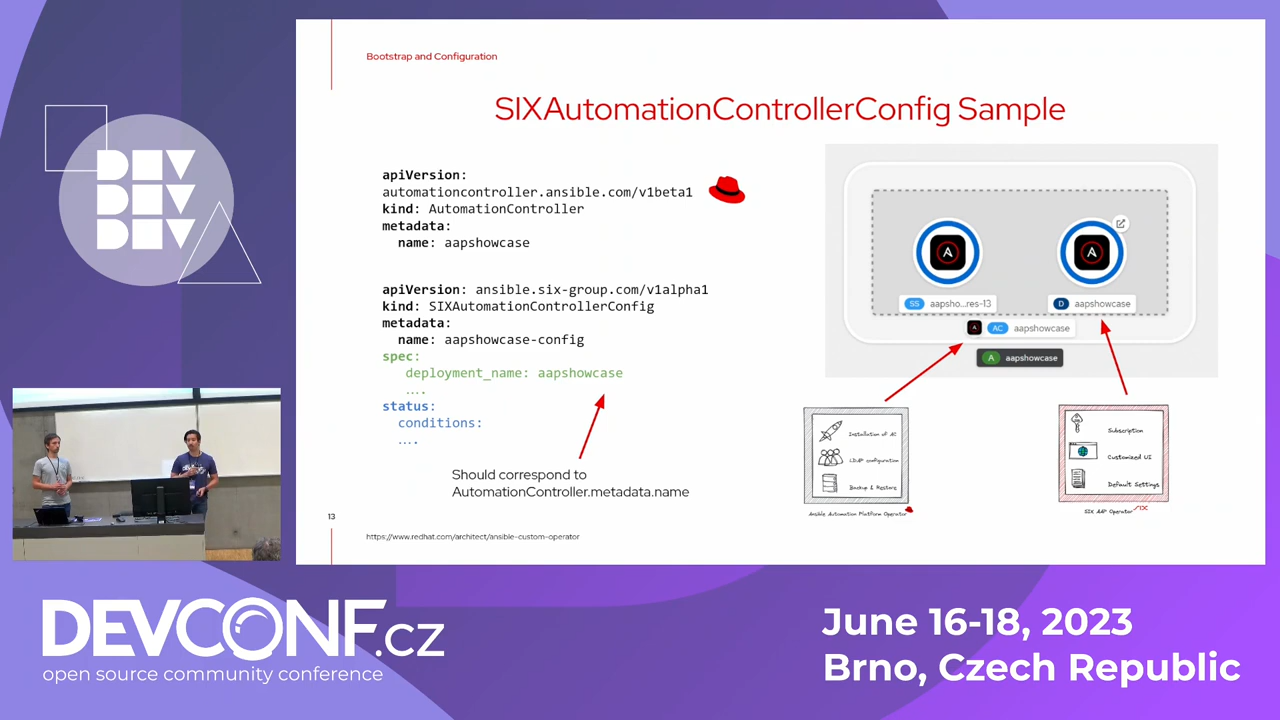 DEV
DEV
DEV
Bootstrap and Configuration
SIXAutomationControllerConfig Sample
apiVersion:
automationcontroller.ansible.com/v1beta1
kind: AutomationController
metadata:
name: aapshowcase
apiVersion: ansible.six-group.com/v1alpha1
kind: SIXAutomationControllerConfig
metadata:
name: aapshowcase-config
spec:
deployment_name: aapshowcase
....
status:
conditions:
....
Should correspond to
AutomationController.metadata.name
SS aapsho...res-13
D aapshowcase
A AC aapshowcase
A aapshowcase
Installation of AC
LDAP configuration
Backup & Restore
Ansible Automation Platform Operator
Subscription
Customized UI
Default Settings
SIX AAP Operator SIX
13
https://www.redhat.com/architect/ansible-custom-operator
DEVCONF.cz
open source community conference
June 16-18, 2023
Brno, Czech Republic